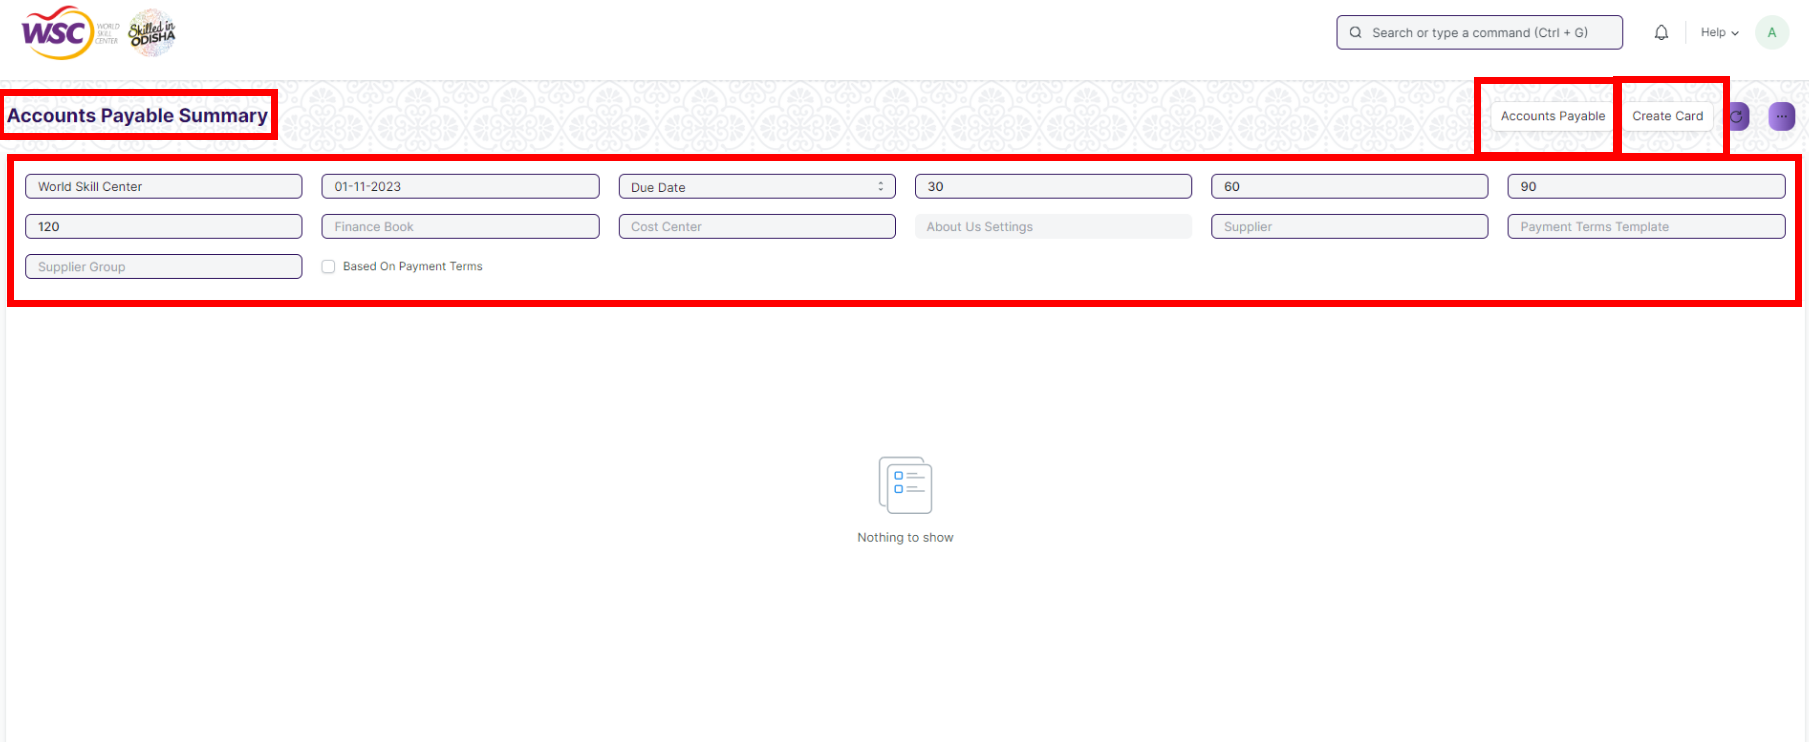 WSC WORLD SKILL CENTER
Skilled in ODISHA
Search or type a command (Ctrl + G)
Help
A
Accounts Payable Summary
Accounts Payable
Create Card
World Skill Center
01-11-2023
Due Date
30
60
90
120
Finance Book
Cost Center
About Us Settings
Supplier
Payment Terms Template
Supplier Group
Based On Payment Terms
Nothing to show